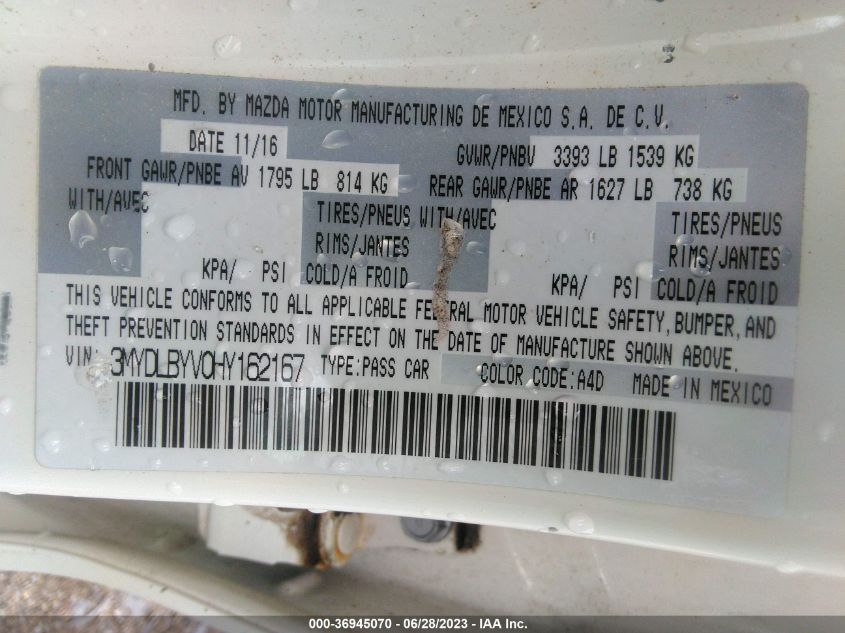 MFD. BY MAZDA MOTOR MANUFACTURING DE MEXICO S.A. DE C.V.
DATE 11/16 GVWR/PNBV 3393 LB 1539 KG
FRONT GAWR/PNBE AV 1795 LB 814 KG REAR GAWR/PNBE AR 1627 LB 738 KG
WITH/AVEC TIRES/PNEUS WITH/AVEC TIRES/PNEUS
RIMS/JANTES RIMS/JANTES
KPA/ PSI COLD/A FROID KPA/ PSI COLD/A FROID
THIS VEHICLE CONFORMS TO ALL APPLICABLE FEDERAL MOTOR VEHICLE SAFETY, BUMPER, AND
THEFT PREVENTION STANDARDS IN EFFECT ON THE DATE OF MANUFACTURE SHOWN ABOVE.
VIN: 3MYDLBYV0HY162167 TYPE:PASS CAR COLOR CODE:A4D MADE IN MEXICO
000-36945070 - 06/28/2023 - IAA Inc.